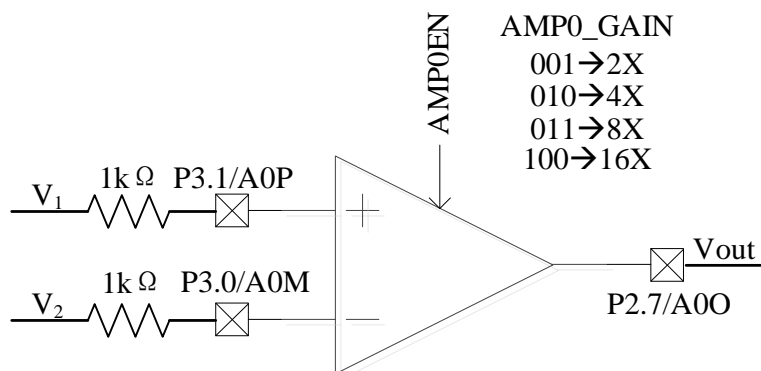 AMP0_GAIN
001→2X
010→4X
011→8X
100→16X
AMP0EN
1kΩ P3.1/A0P
V1
+
1kΩ P3.0/A0M
V2
−
Vout
P2.7/A0O